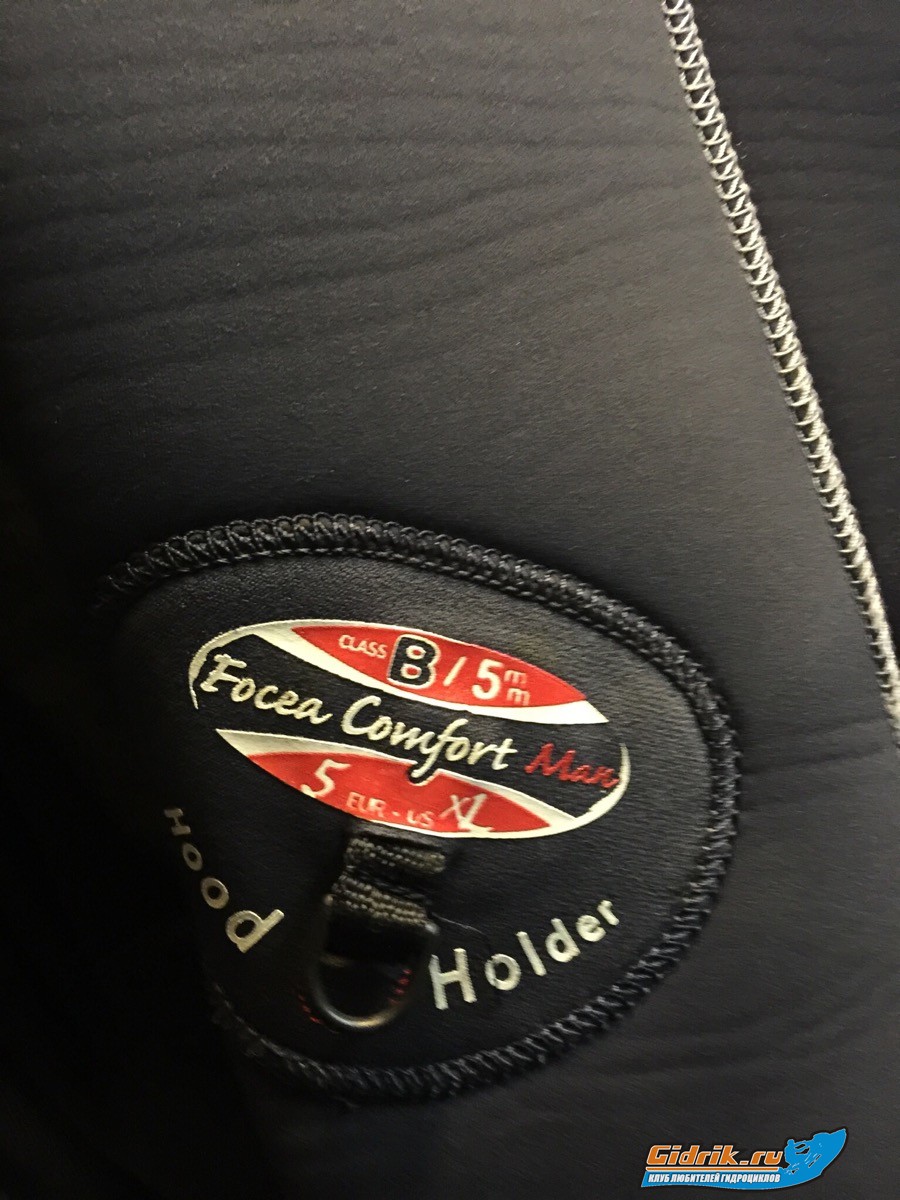 CLASS B / 5mm
Focea Comfort Man
5 EUR - US XL
Hood Holder
Gidrik.ru
КЛУБ ЛЮБИТЕЛЕЙ ГИДРОЦИКЛОВ